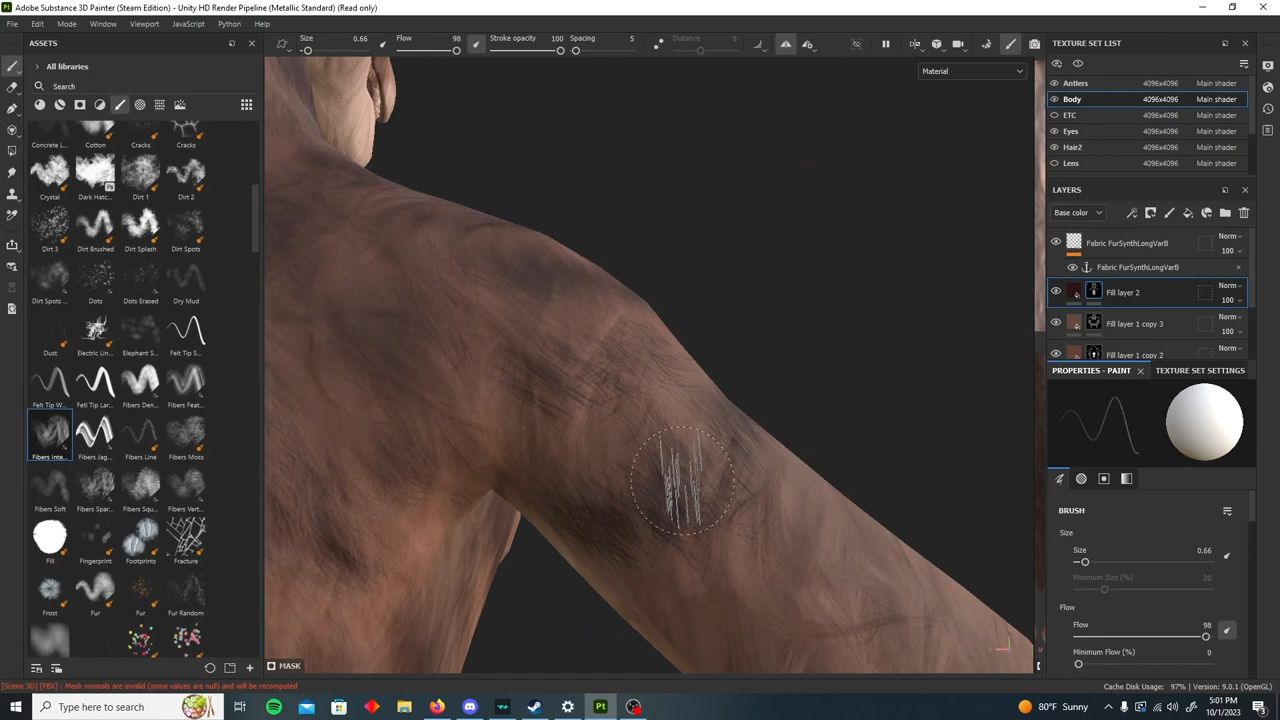 Adobe Substance 3D Painter (Steam Edition) - Unity HD Render Pipeline (Metallic Standard) (Read only)
File Edit Mode Window Viewport JavaScript Python Help
ASSETS
All libraries
Search
Concrete L... Cotton Cracks Cracks
Crystal Dark Hatc... Dirt 1 Dirt 2
Dirt 3 Dirt Brushed Dirt Splash Dirt Spots
Dirt Spots ... Dots Dots Erased Dry Mud
Dust Electric Lin... Elephant S... Felt Tip S...
Felt Tip W... Fetl Tip Lar... Fibers Den... Fibers Feat...
Fibers Inte... Fibers Jag... Fibers Line Fibers Moss
Fibers Soft Fibers Spar... Fibers Squ... Fibers Vert...
Fill Fingerprint Footprints Fracture
Frost Fur Fur Fur Random
Size 0.66 Flow 98 Stroke opacity 100 Spacing 5 Distance 8
Material
MASK
TEXTURE SET LIST
Antlers 4096x4096 Main shader
Body 4096x4096 Main shader
ETC 4096x4096 Main shader
Eyes 4096x4096 Main shader
Hair2 4096x4096 Main shader
Lens 4096x4096 Main shader
LAYERS
Base color
Fabric FurSynthLongVarB Norm 100
Fabric FurSynthLongVarB
Fill layer 2 Norm 100
Fill layer 1 copy 3 Norm 100
Fill layer 1 copy 2 Norm
PROPERTIES - PAINT TEXTURE SET SETTINGS
BRUSH
Size
Size 0.66
Minimum Size (%) 20
Flow
Flow 98
Minimum Flow (%) 0
[Scene 3D] [FBX] : Mesh normals are invalid (some values are null) and will be recomputed
Cache Disk Usage: 97% | Version: 9.0.1 (OpenGL)
Type here to search
Pt
80°F Sunny
5:01 PM
10/1/2023